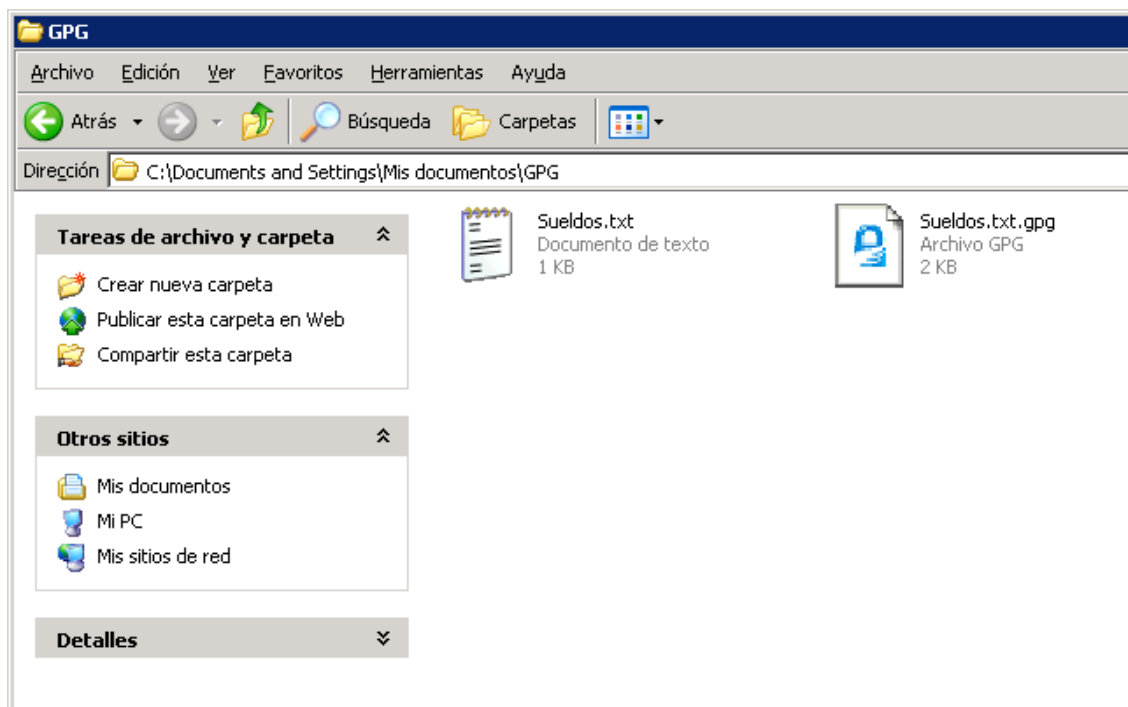 GPG
Archivo Edición Ver Favoritos Herramientas Ayuda
Atrás Búsqueda Carpetas
Dirección C:\Documents and Settings\Mis documentos\GPG
Tareas de archivo y carpeta
Crear nueva carpeta
Publicar esta carpeta en Web
Compartir esta carpeta
Otros sitios
Mis documentos
Mi PC
Mis sitios de red
Detalles
Sueldos.txt
Documento de texto
1 KB
Sueldos.txt.gpg
Archivo GPG
2 KB